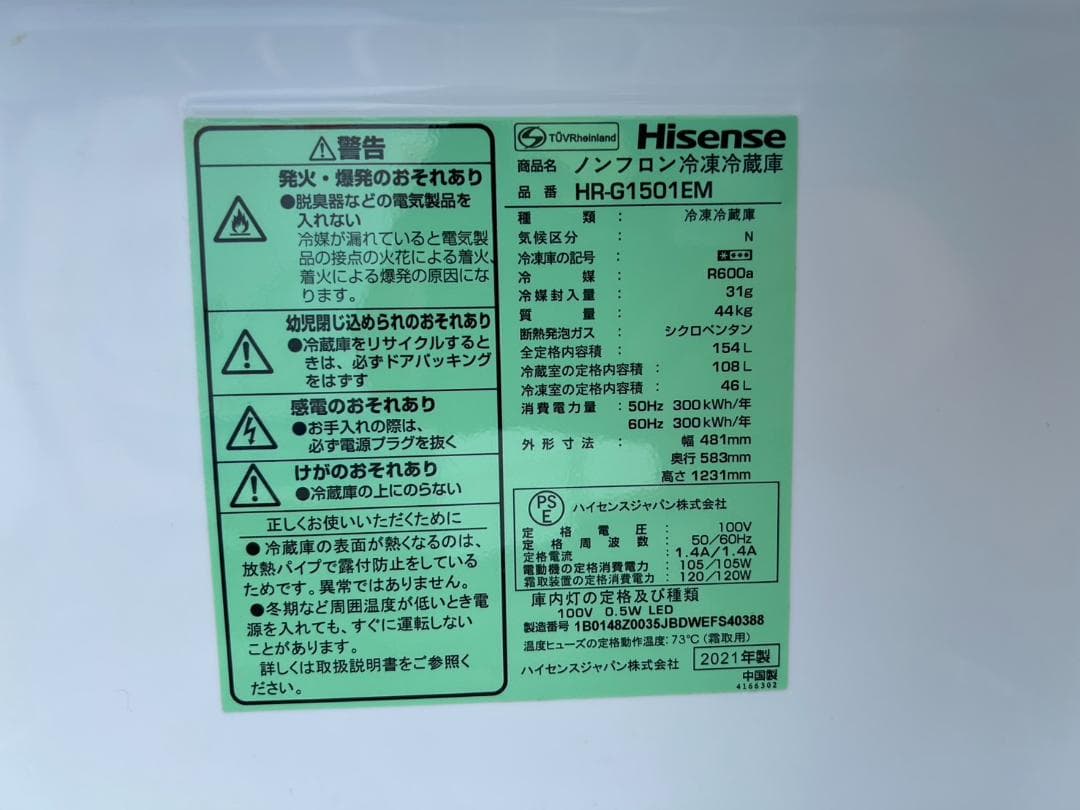 警告
発火・爆発のおそれあり
●脱臭器などの電気製品を
入れない
冷媒が漏れていると電気製
品の接点の火花による着火、
着火による爆発の原因にな
ります。
幼児閉じ込められのおそれあり
●冷蔵庫をリサイクルすると
きは、必ずドアパッキング
をはずす
感電のおそれあり
●お手入れの際は、
必ず電源プラグを抜く
けがのおそれあり
●冷蔵庫の上にのらない
正しくお使いいただくために
●冷蔵庫の表面が熱くなるのは、
放熱パイプで露付防止をしている
ためです。異常ではありません。
●冬期など周囲温度が低いとき電
源を入れても、すぐに運転しない
ことがあります。
詳しくは取扱説明書をご参照く
ださい。
TÜVRheinland Hisense
商品名 ノンフロン冷凍冷蔵庫
品番 HR-G1501EM
種類： 冷凍冷蔵庫
気候区分： N
冷凍庫の記号：
冷媒： R600a
冷媒封入量： 31g
質量： 44kg
断熱発泡ガス： シクロペンタン
全定格内容積： 154L
冷蔵室の定格内容積： 108L
冷凍室の定格内容積： 46L
消費電力量： 50Hz 300kWh/年
60Hz 300kWh/年
外形寸法： 幅 481mm
奥行 583mm
高さ 1231mm
PSE ハイセンスジャパン株式会社
定格電圧： 100V
定格周波数： 50/60Hz
定格電流： 1.4A/1.4A
電動機の定格消費電力： 105/105W
霜取装置の定格消費電力： 120/120W
庫内灯の定格及び種類
100V 0.5W LED
製造番号 1B0148Z0035JBDWEFS40388
温度ヒューズの定格動作温度：73℃（霜取用）
ハイセンスジャパン株式会社 2021年製
中国製
4166302